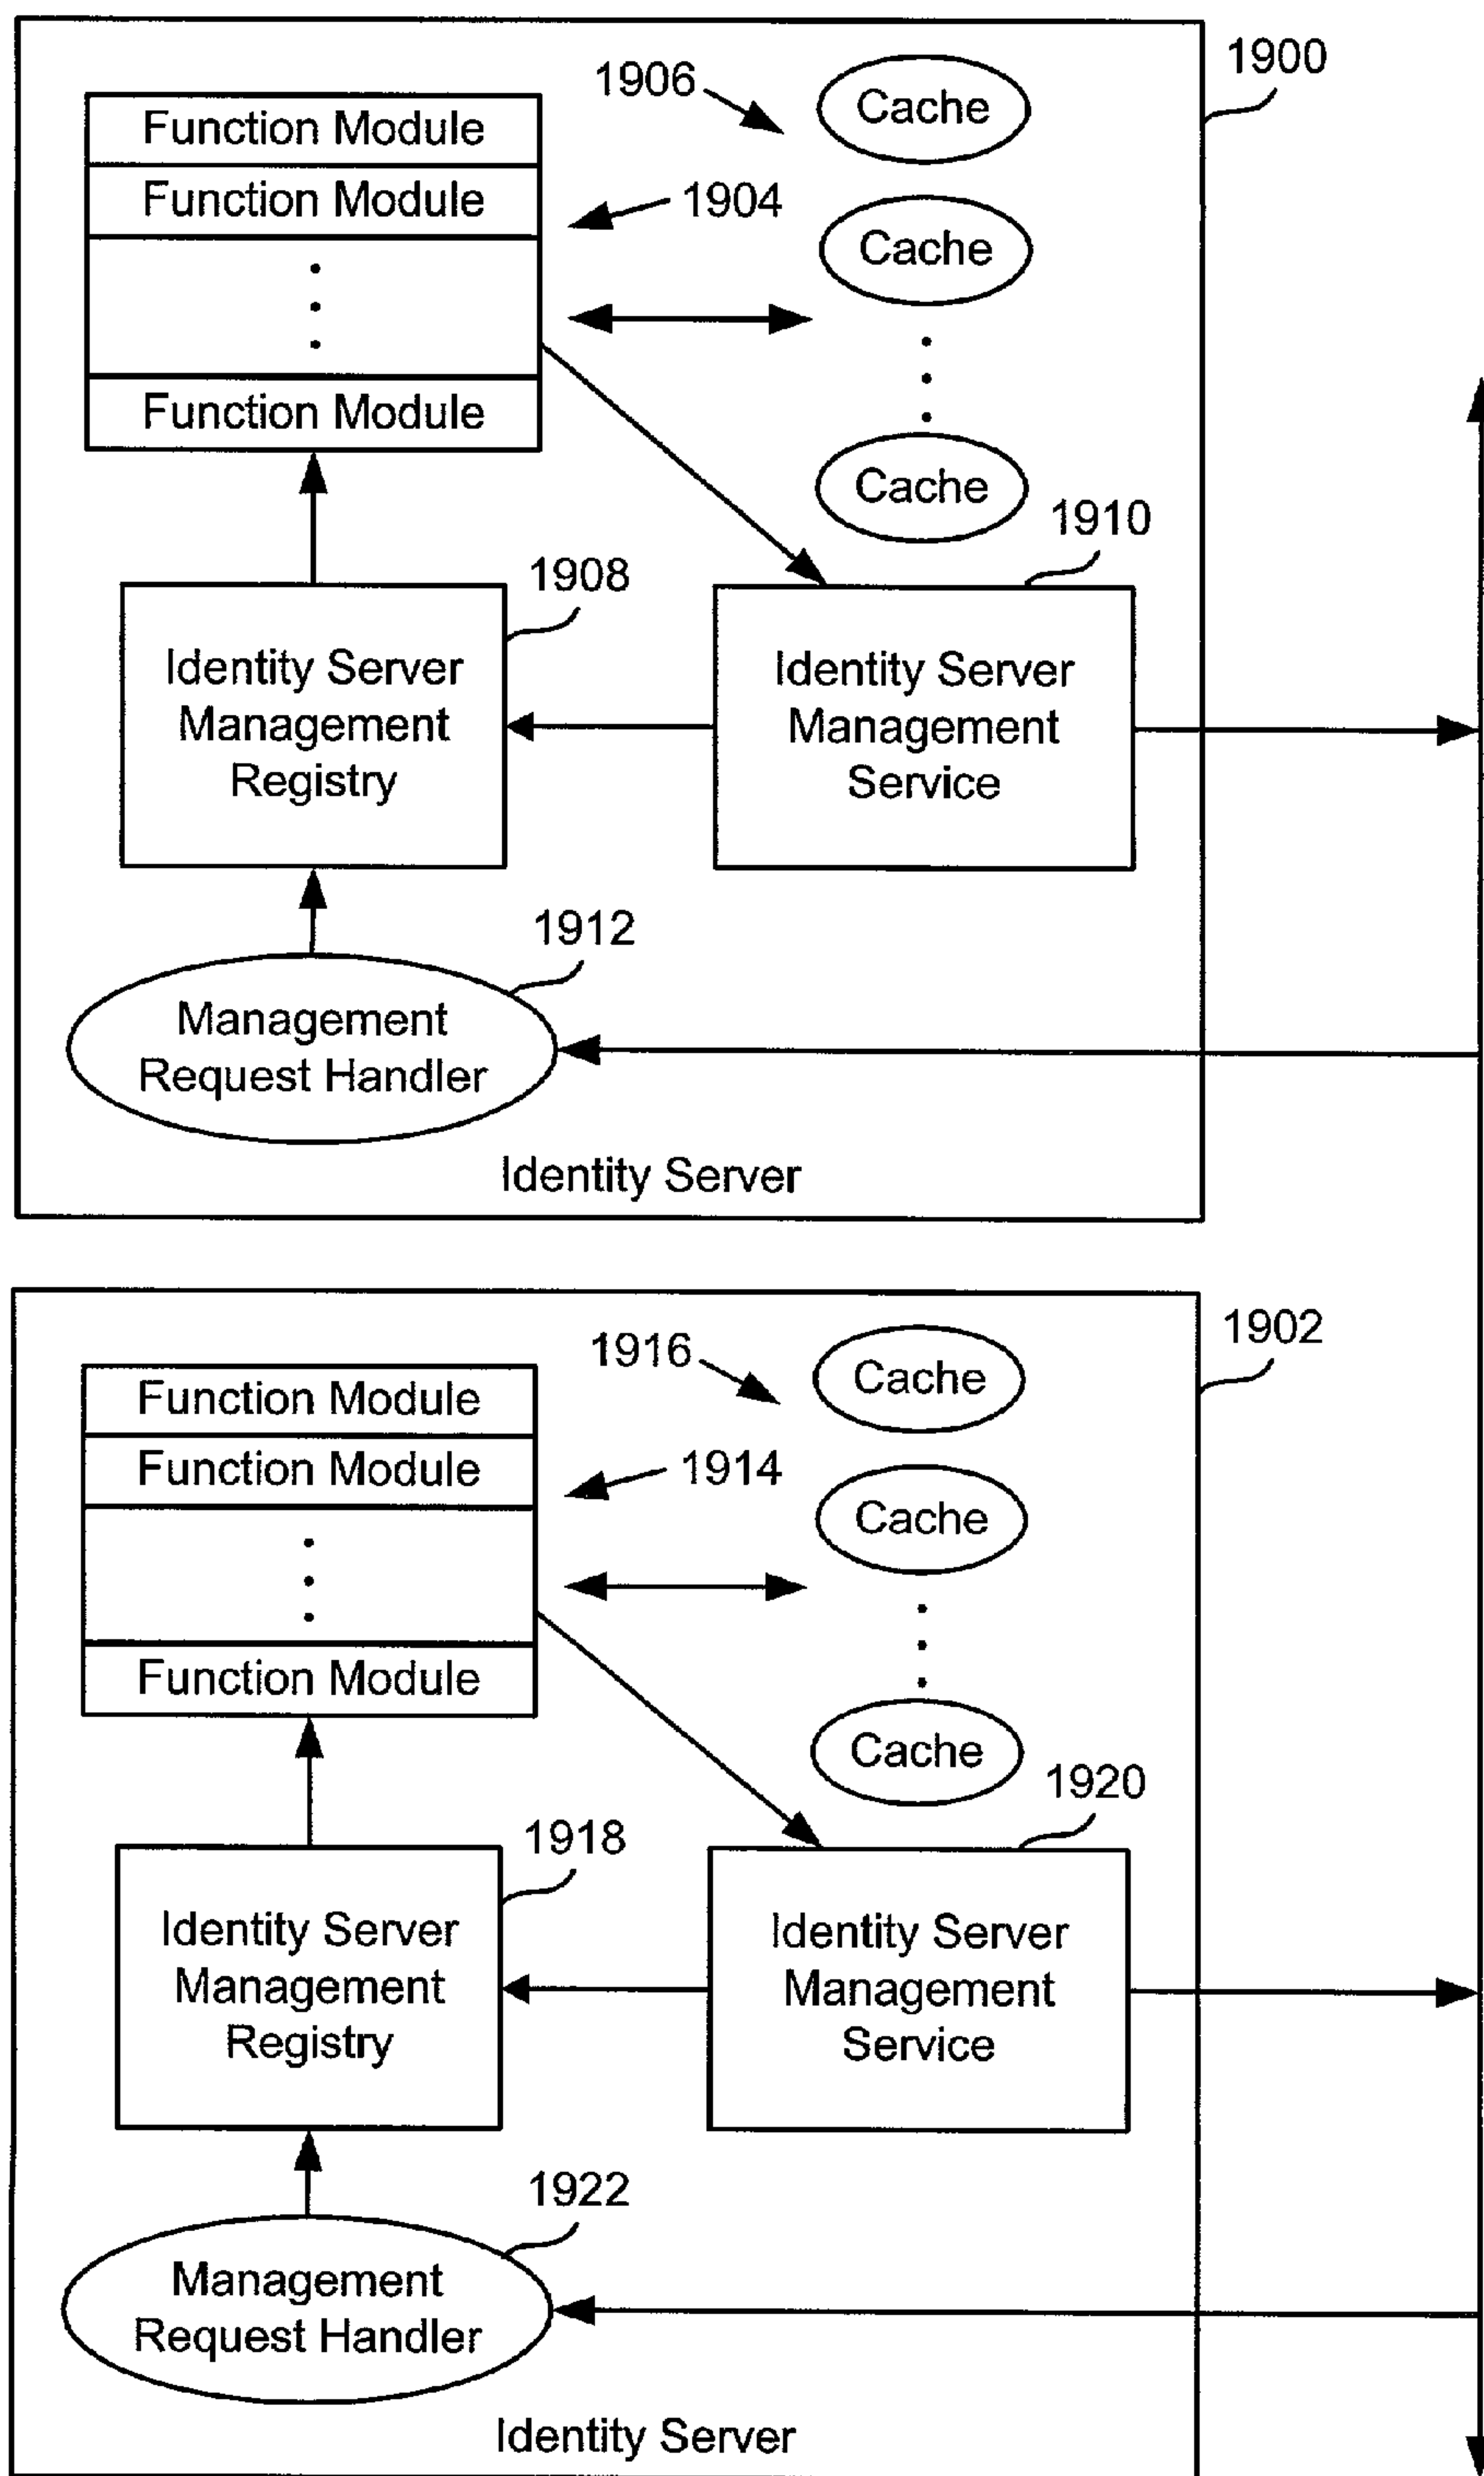 1900
1906
Cache
Function Module
Function Module
1904
Cache
Function Module
Cache
1910
1908
Identity Server
Management
Registry
Identity Server
Management
Service
1912
Management
Request Handler
Identity Server
1902
1916
Cache
Function Module
Function Module
1914
Cache
Function Module
Cache
1920
1918
Identity Server
Management
Registry
Identity Server
Management
Service
1922
Management
Request Handler
Identity Server